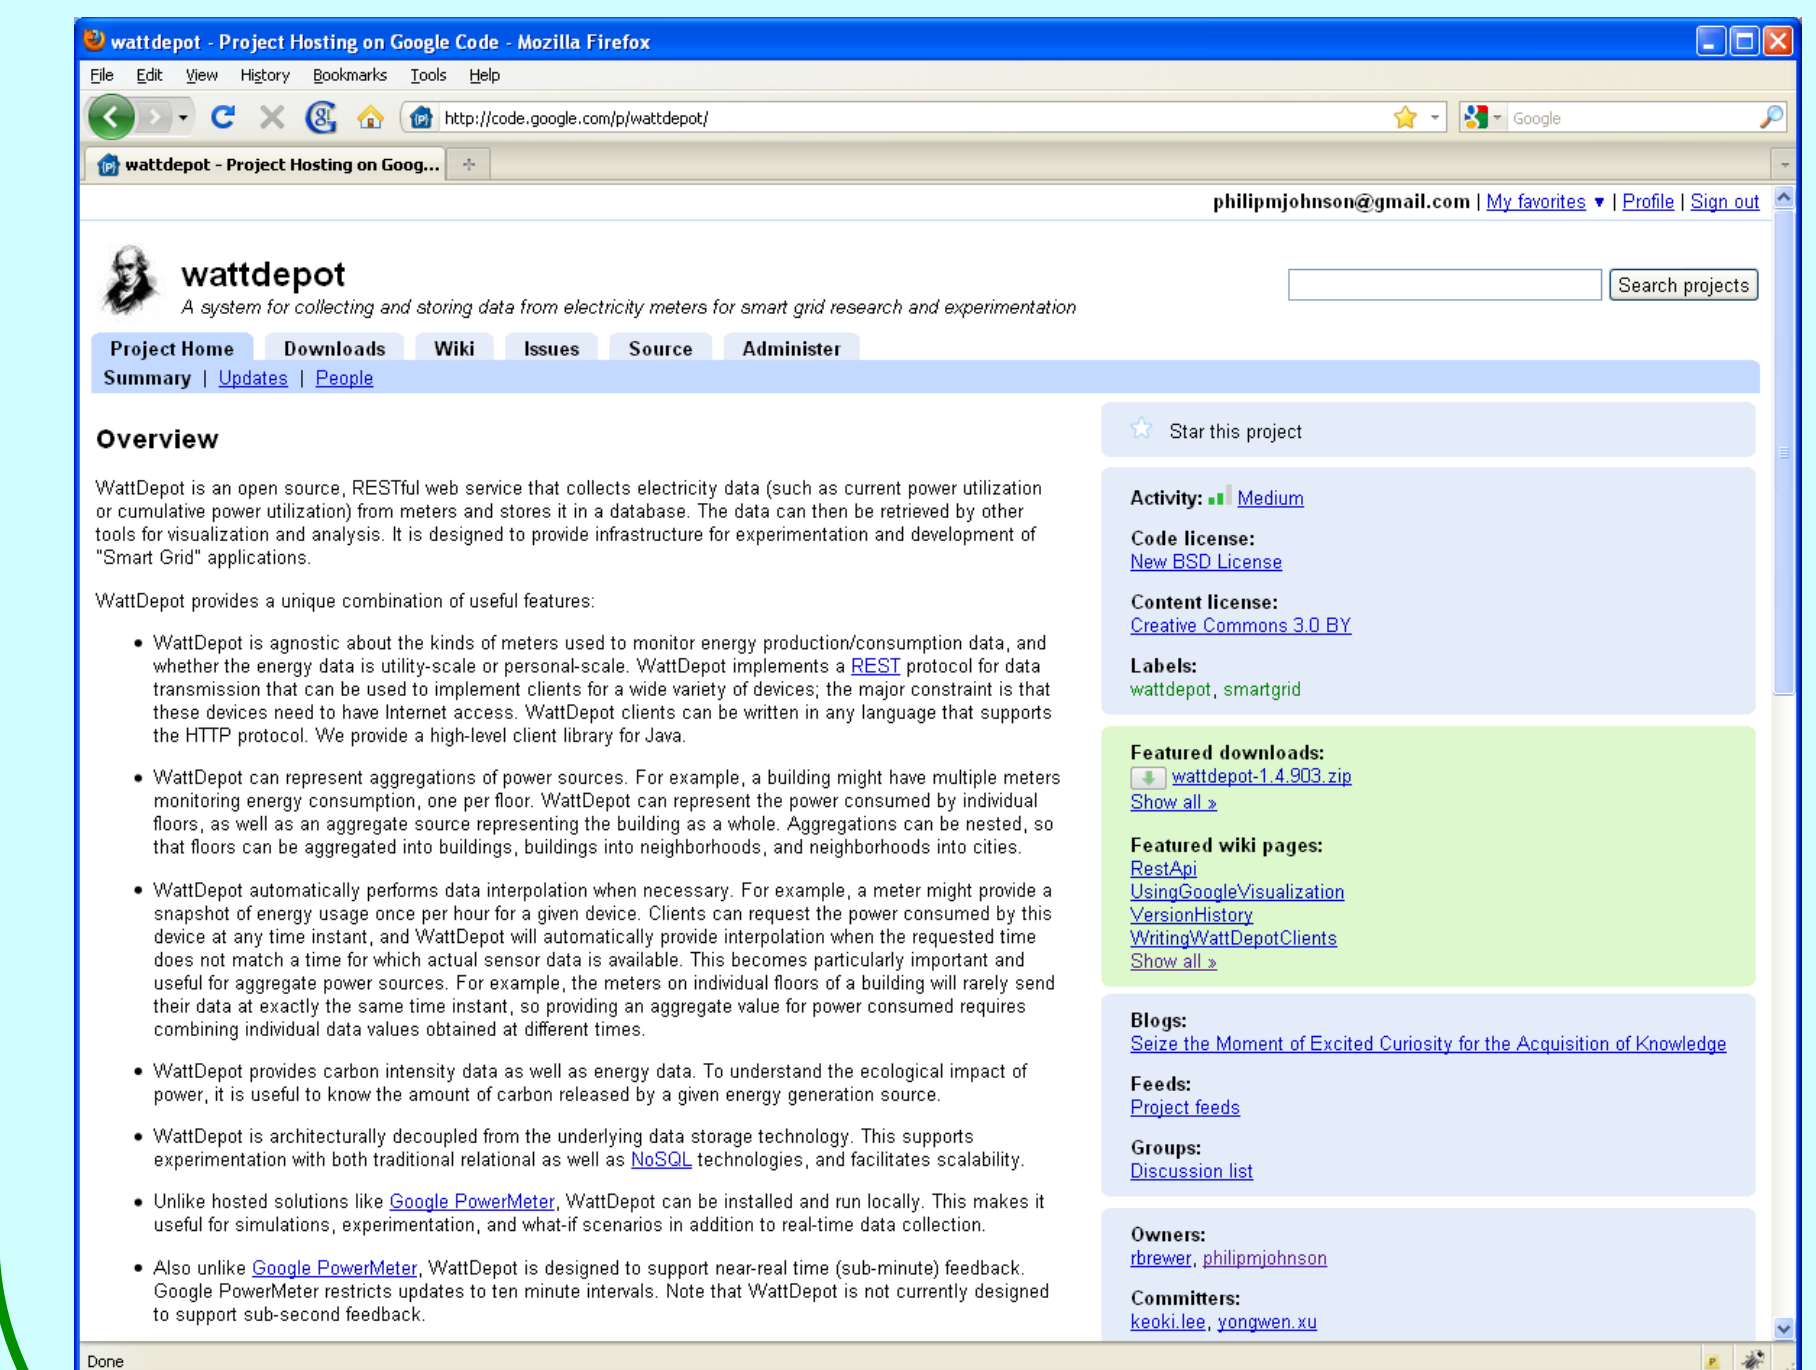 wattdepot - Project Hosting on Google Code - Mozilla Firefox
File Edit View History Bookmarks Tools Help
http://code.google.com/p/wattdepot/
Google
wattdepot - Project Hosting on Goog...
philipmjohnson@gmail.com | My favorites ▼ | Profile | Sign out
wattdepot
A system for collecting and storing data from electricity meters for smart grid research and experimentation
Search projects
Project Home Downloads Wiki Issues Source Administer
Summary | Updates | People
Overview
WattDepot is an open source, RESTful web service that collects electricity data (such as current power utilization
or cumulative power utilization) from meters and stores it in a database. The data can then be retrieved by other
tools for visualization and analysis. It is designed to provide infrastructure for experimentation and development of
"Smart Grid" applications.
WattDepot provides a unique combination of useful features:
• WattDepot is agnostic about the kinds of meters used to monitor energy production/consumption data, and
whether the energy data is utility-scale or personal-scale. WattDepot implements a REST protocol for data
transmission that can be used to implement clients for a wide variety of devices; the major constraint is that
these devices need to have Internet access. WattDepot clients can be written in any language that supports
the HTTP protocol. We provide a high-level client library for Java.
• WattDepot can represent aggregations of power sources. For example, a building might have multiple meters
monitoring energy consumption, one per floor. WattDepot can represent the power consumed by individual
floors, as well as an aggregate source representing the building as a whole. Aggregations can be nested, so
that floors can be aggregated into buildings, buildings into neighborhoods, and neighborhoods into cities.
• WattDepot automatically performs data interpolation when necessary. For example, a meter might provide a
snapshot of energy usage once per hour for a given device. Clients can request the power consumed by this
device at any time instant, and WattDepot will automatically provide interpolation when the requested time
does not match a time for which actual sensor data is available. This becomes particularly important and
useful for aggregate power sources. For example, the meters on individual floors of a building will rarely send
their data at exactly the same time instant, so providing an aggregate value for power consumed requires
combining individual data values obtained at different times.
• WattDepot provides carbon intensity data as well as energy data. To understand the ecological impact of
power, it is useful to know the amount of carbon released by a given energy generation source.
• WattDepot is architecturally decoupled from the underlying data storage technology. This supports
experimentation with both traditional relational as well as NoSQL technologies, and facilitates scalability.
• Unlike hosted solutions like Google PowerMeter, WattDepot can be installed and run locally. This makes it
useful for simulations, experimentation, and what-if scenarios in addition to real-time data collection.
• Also unlike Google PowerMeter, WattDepot is designed to support near-real time (sub-minute) feedback.
Google PowerMeter restricts updates to ten minute intervals. Note that WattDepot is not currently designed
to support sub-second feedback.
Star this project
Activity: Medium
Code license:
New BSD License
Content license:
Creative Commons 3.0 BY
Labels:
wattdepot, smartgrid
Featured downloads:
wattdepot-1.4.903.zip
Show all »
Featured wiki pages:
RestApi
UsingGoogleVisualization
VersionHistory
WritingWattDepotClients
Show all »
Blogs:
Seize the Moment of Excited Curiosity for the Acquisition of Knowledge
Feeds:
Project feeds
Groups:
Discussion list
Owners:
rbrewer, philipmjohnson
Committers:
keoki.lee, yongwen.xu
Done